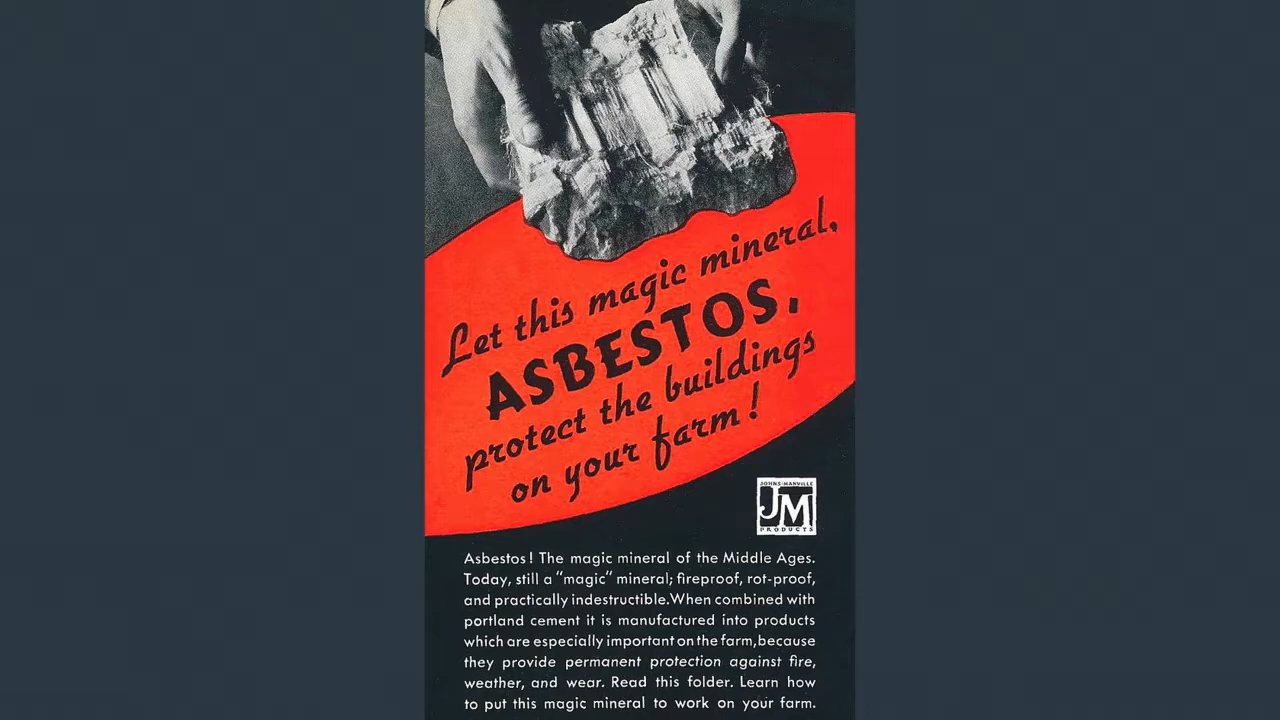 Let this magic mineral,
ASBESTOS,
protect the buildings
on your farm!
JOHNS-MANVILLE
JM
PRODUCTS
Asbestos! The magic mineral of the Middle Ages.
Today, still a "magic" mineral; fireproof, rot-proof,
and practically indestructible. When combined with
portland cement it is manufactured into products
which are especially important on the farm, because
they provide permanent protection against fire,
weather, and wear. Read this folder. Learn how
to put this magic mineral to work on your farm.